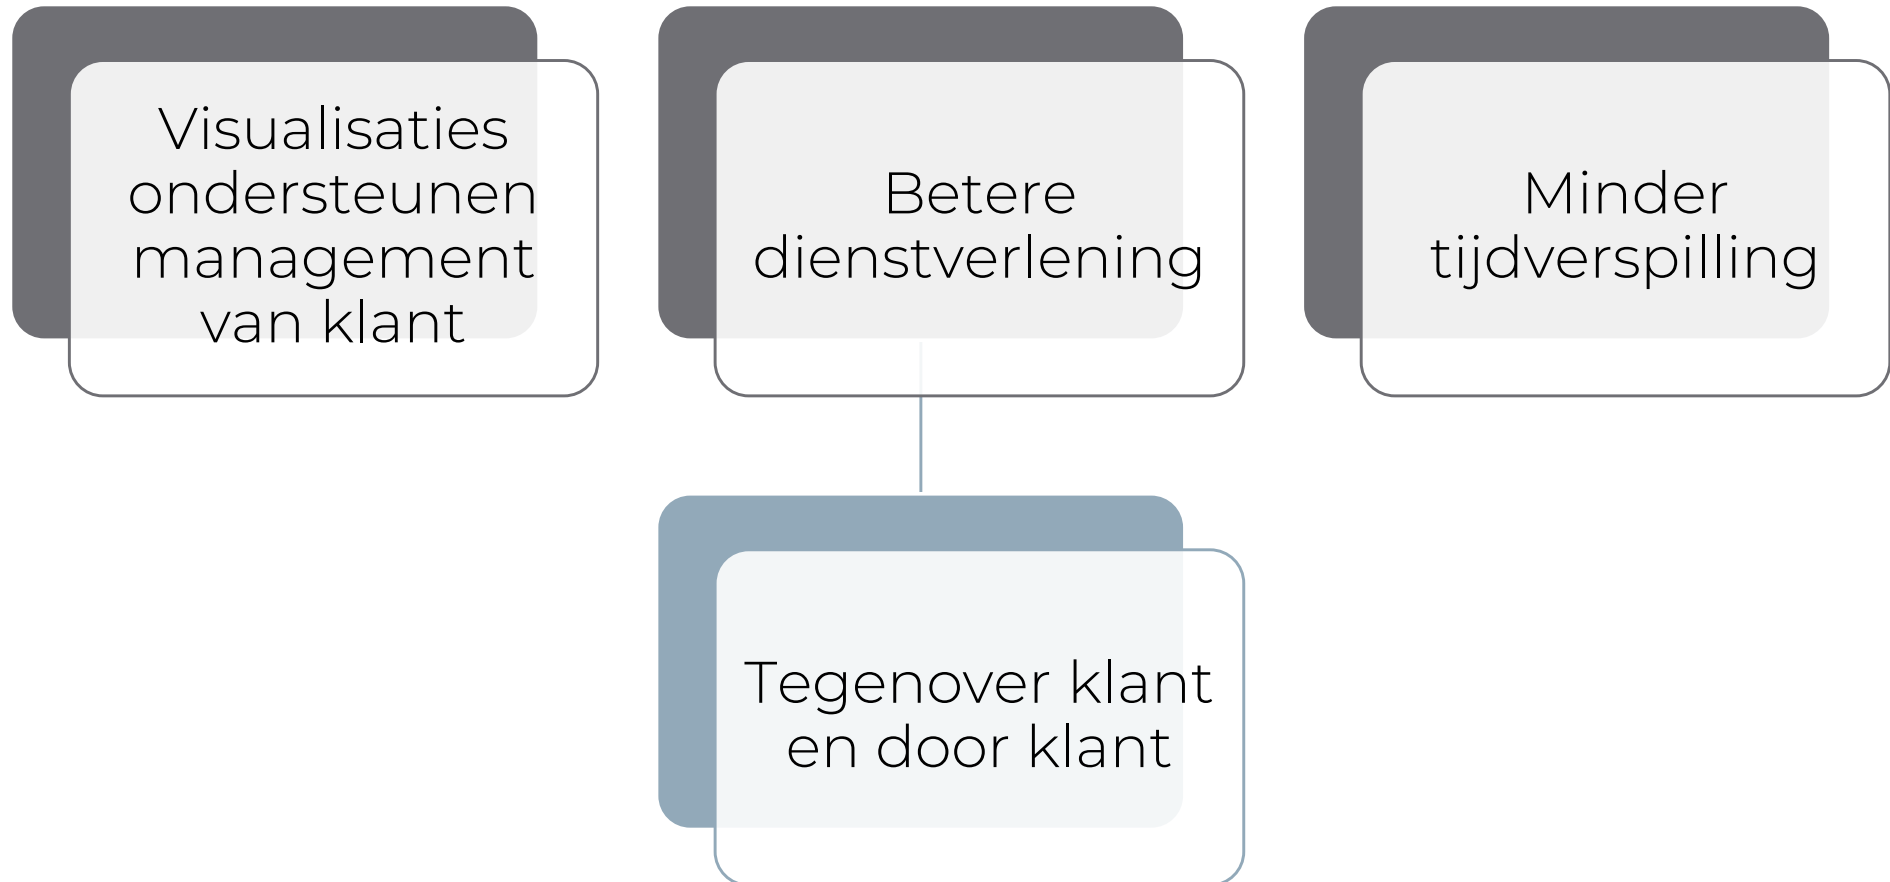 Visualisaties
ondersteunen
management
van klant
Betere
dienstverlening
Minder
tijdverspilling
Tegenover klant
en door klant